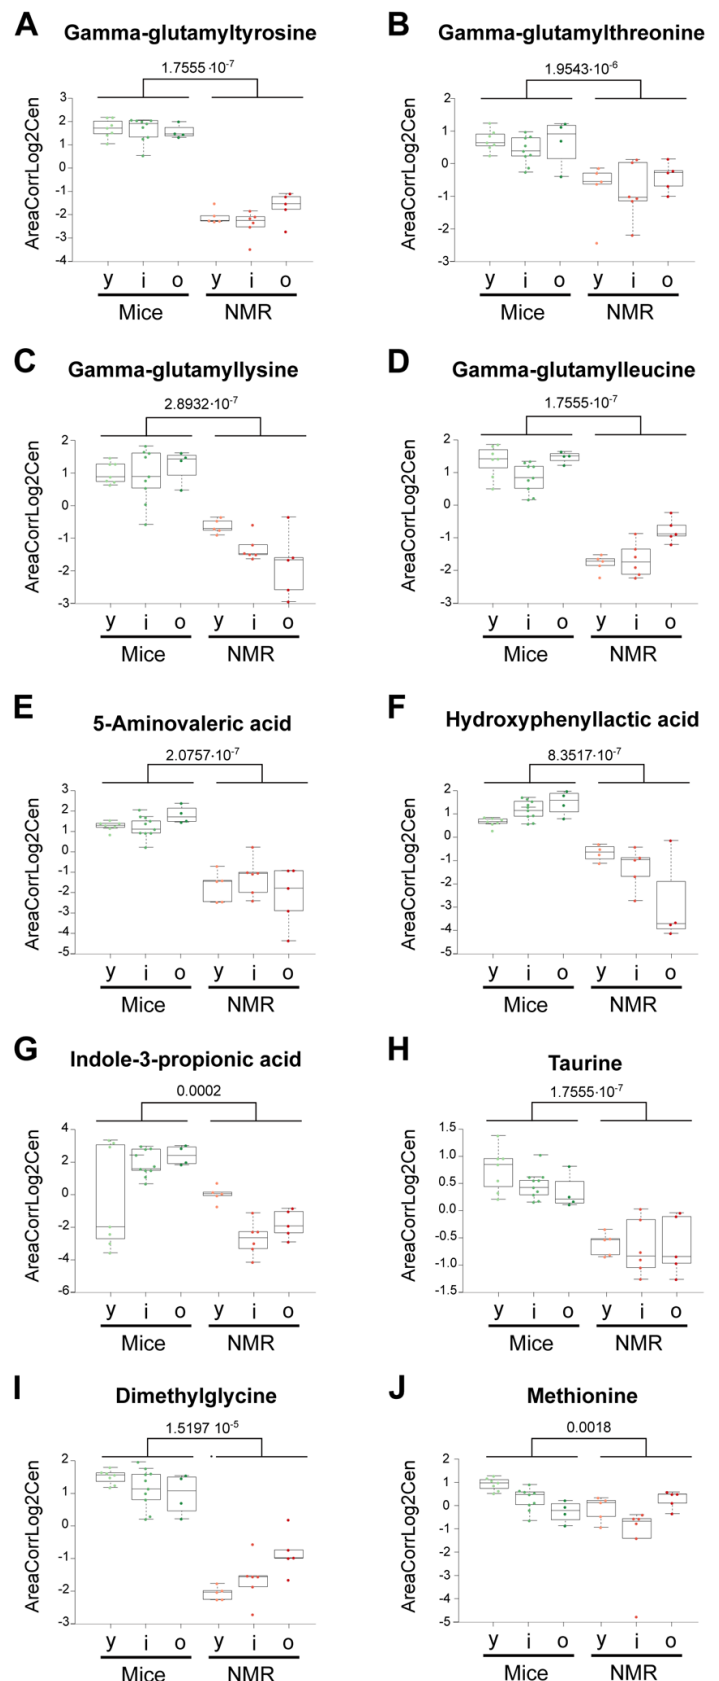 A Gamma-glutamyltyrosine
1.7555·10-7
AreaCorrLog2Cen
3
2
1
0
-1
-2
-3
-4
y i o y i o
Mice NMR
B Gamma-glutamylthreonine
1.9543·10-6
AreaCorrLog2Cen
2
1
0
-1
-2
-3
y i o y i o
Mice NMR
C Gamma-glutamyllysine
2.8932·10-7
AreaCorrLog2Cen
2
1
0
-1
-2
-3
y i o y i o
Mice NMR
D Gamma-glutamylleucine
1.7555·10-7
AreaCorrLog2Cen
2
1
0
-1
-2
-3
y i o y i o
Mice NMR
E 5-Aminovaleric acid
2.0757·10-7
AreaCorrLog2Cen
3
2
1
0
-1
-2
-3
-4
-5
y i o y i o
Mice NMR
F Hydroxyphenyllactic acid
8.3517·10-7
AreaCorrLog2Cen
2
1
0
-1
-2
-3
-4
-5
y i o y i o
Mice NMR
G Indole-3-propionic acid
0.0002
AreaCorrLog2Cen
4
2
0
-2
-4
-6
y i o y i o
Mice NMR
H Taurine
1.7555·10-7
AreaCorrLog2Cen
1.5
1.0
0.5
0.0
-0.5
-1.0
-1.5
y i o y i o
Mice NMR
I Dimethylglycine
1.5197 10-5
AreaCorrLog2Cen
2
1
0
-1
-2
-3
y i o y i o
Mice NMR
J Methionine
0.0018
AreaCorrLog2Cen
2
1
0
-1
-2
-3
-4
-5
y i o y i o
Mice NMR